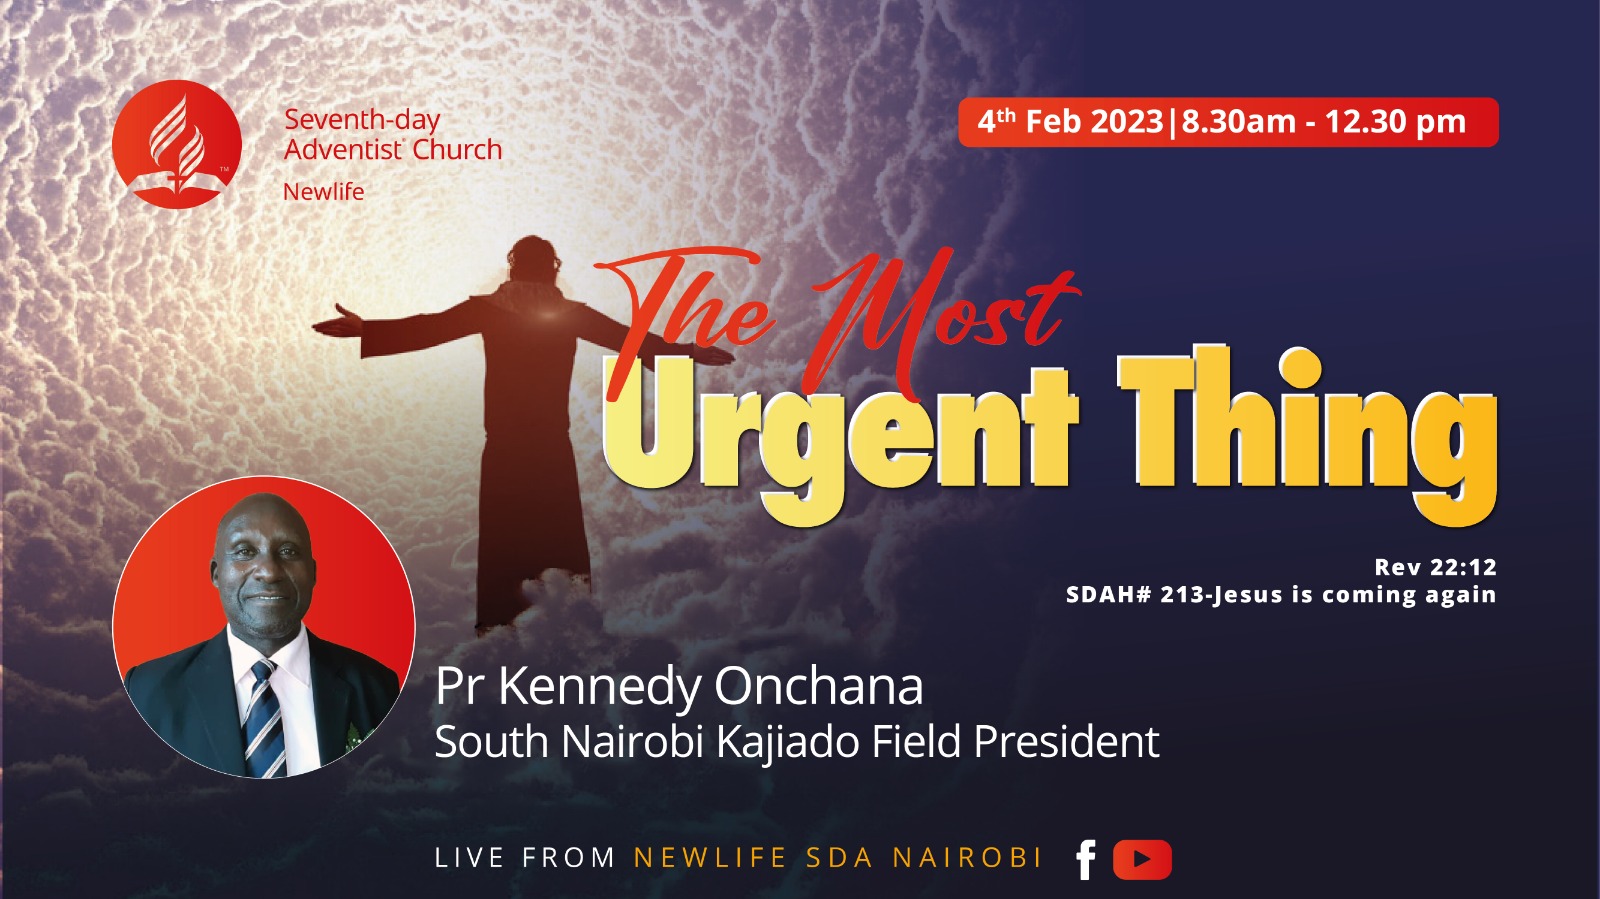 Seventh-day
Adventist® Church
Newlife
™
4th Feb 2023|8.30am - 12.30 pm
The Most
Urgent Thing
Rev 22:12
SDAH# 213-Jesus is coming again
Pr Kennedy Onchana
South Nairobi Kajiado Field President
LIVE FROM NEWLIFE SDA NAIROBI